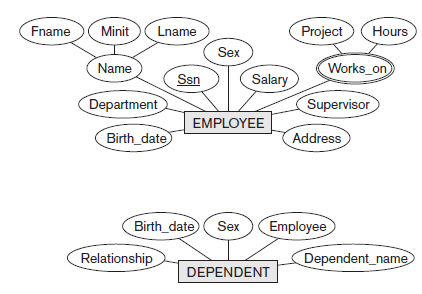 Fname
Minit
Lname
Project
Hours
Name
Sex
Works_on
Ssn
Salary
Department
Supervisor
EMPLOYEE
Birth_date
Address
Birth_date
Sex
Employee
Relationship
Dependent_name
DEPENDENT